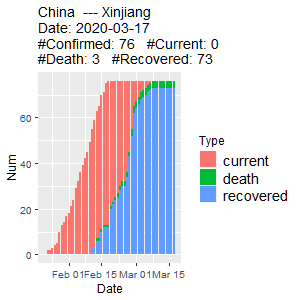 China  --- Xinjiang
Date: 2020-03-17
#Confirmed: 76   #Current: 0
#Death: 3   #Recovered: 73
Num
60
40
20
0
Feb 01 Feb 15 Mar 01 Mar 15
Date
Type
current
death
recovered